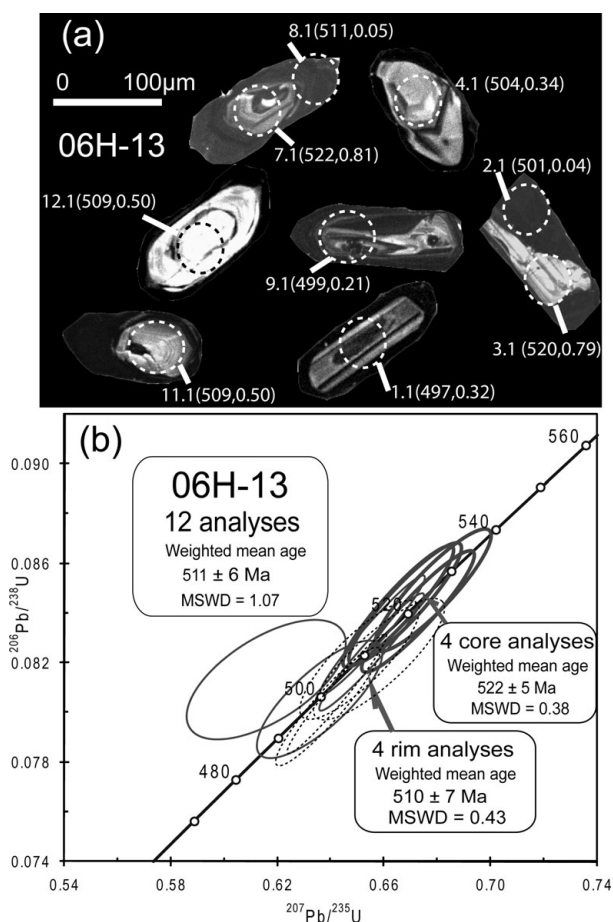 (a)
8.1(511,0.05)
0 100μm
4.1 (504,0.34)
06H-13
7.1(522,0.81)
2.1 (501,0.04)
12.1(509,0.50)
9.1(499,0.21)
3.1 (520,0.79)
11.1(509,0.50)
1.1(497,0.32)
(b)
560
0.090
06H-13
12 analyses
Weighted mean age
511 ± 6 Ma
MSWD = 1.07
540
0.086
520
4 core analyses
Weighted mean age
522 ± 5 Ma
MSWD = 0.38
0.082
500
4 rim analyses
Weighted mean age
510 ± 7 Ma
MSWD = 0.43
480
0.078
0.074
0.54 0.58 0.62 0.66 0.70 0.74
206Pb/238U
207Pb/235U